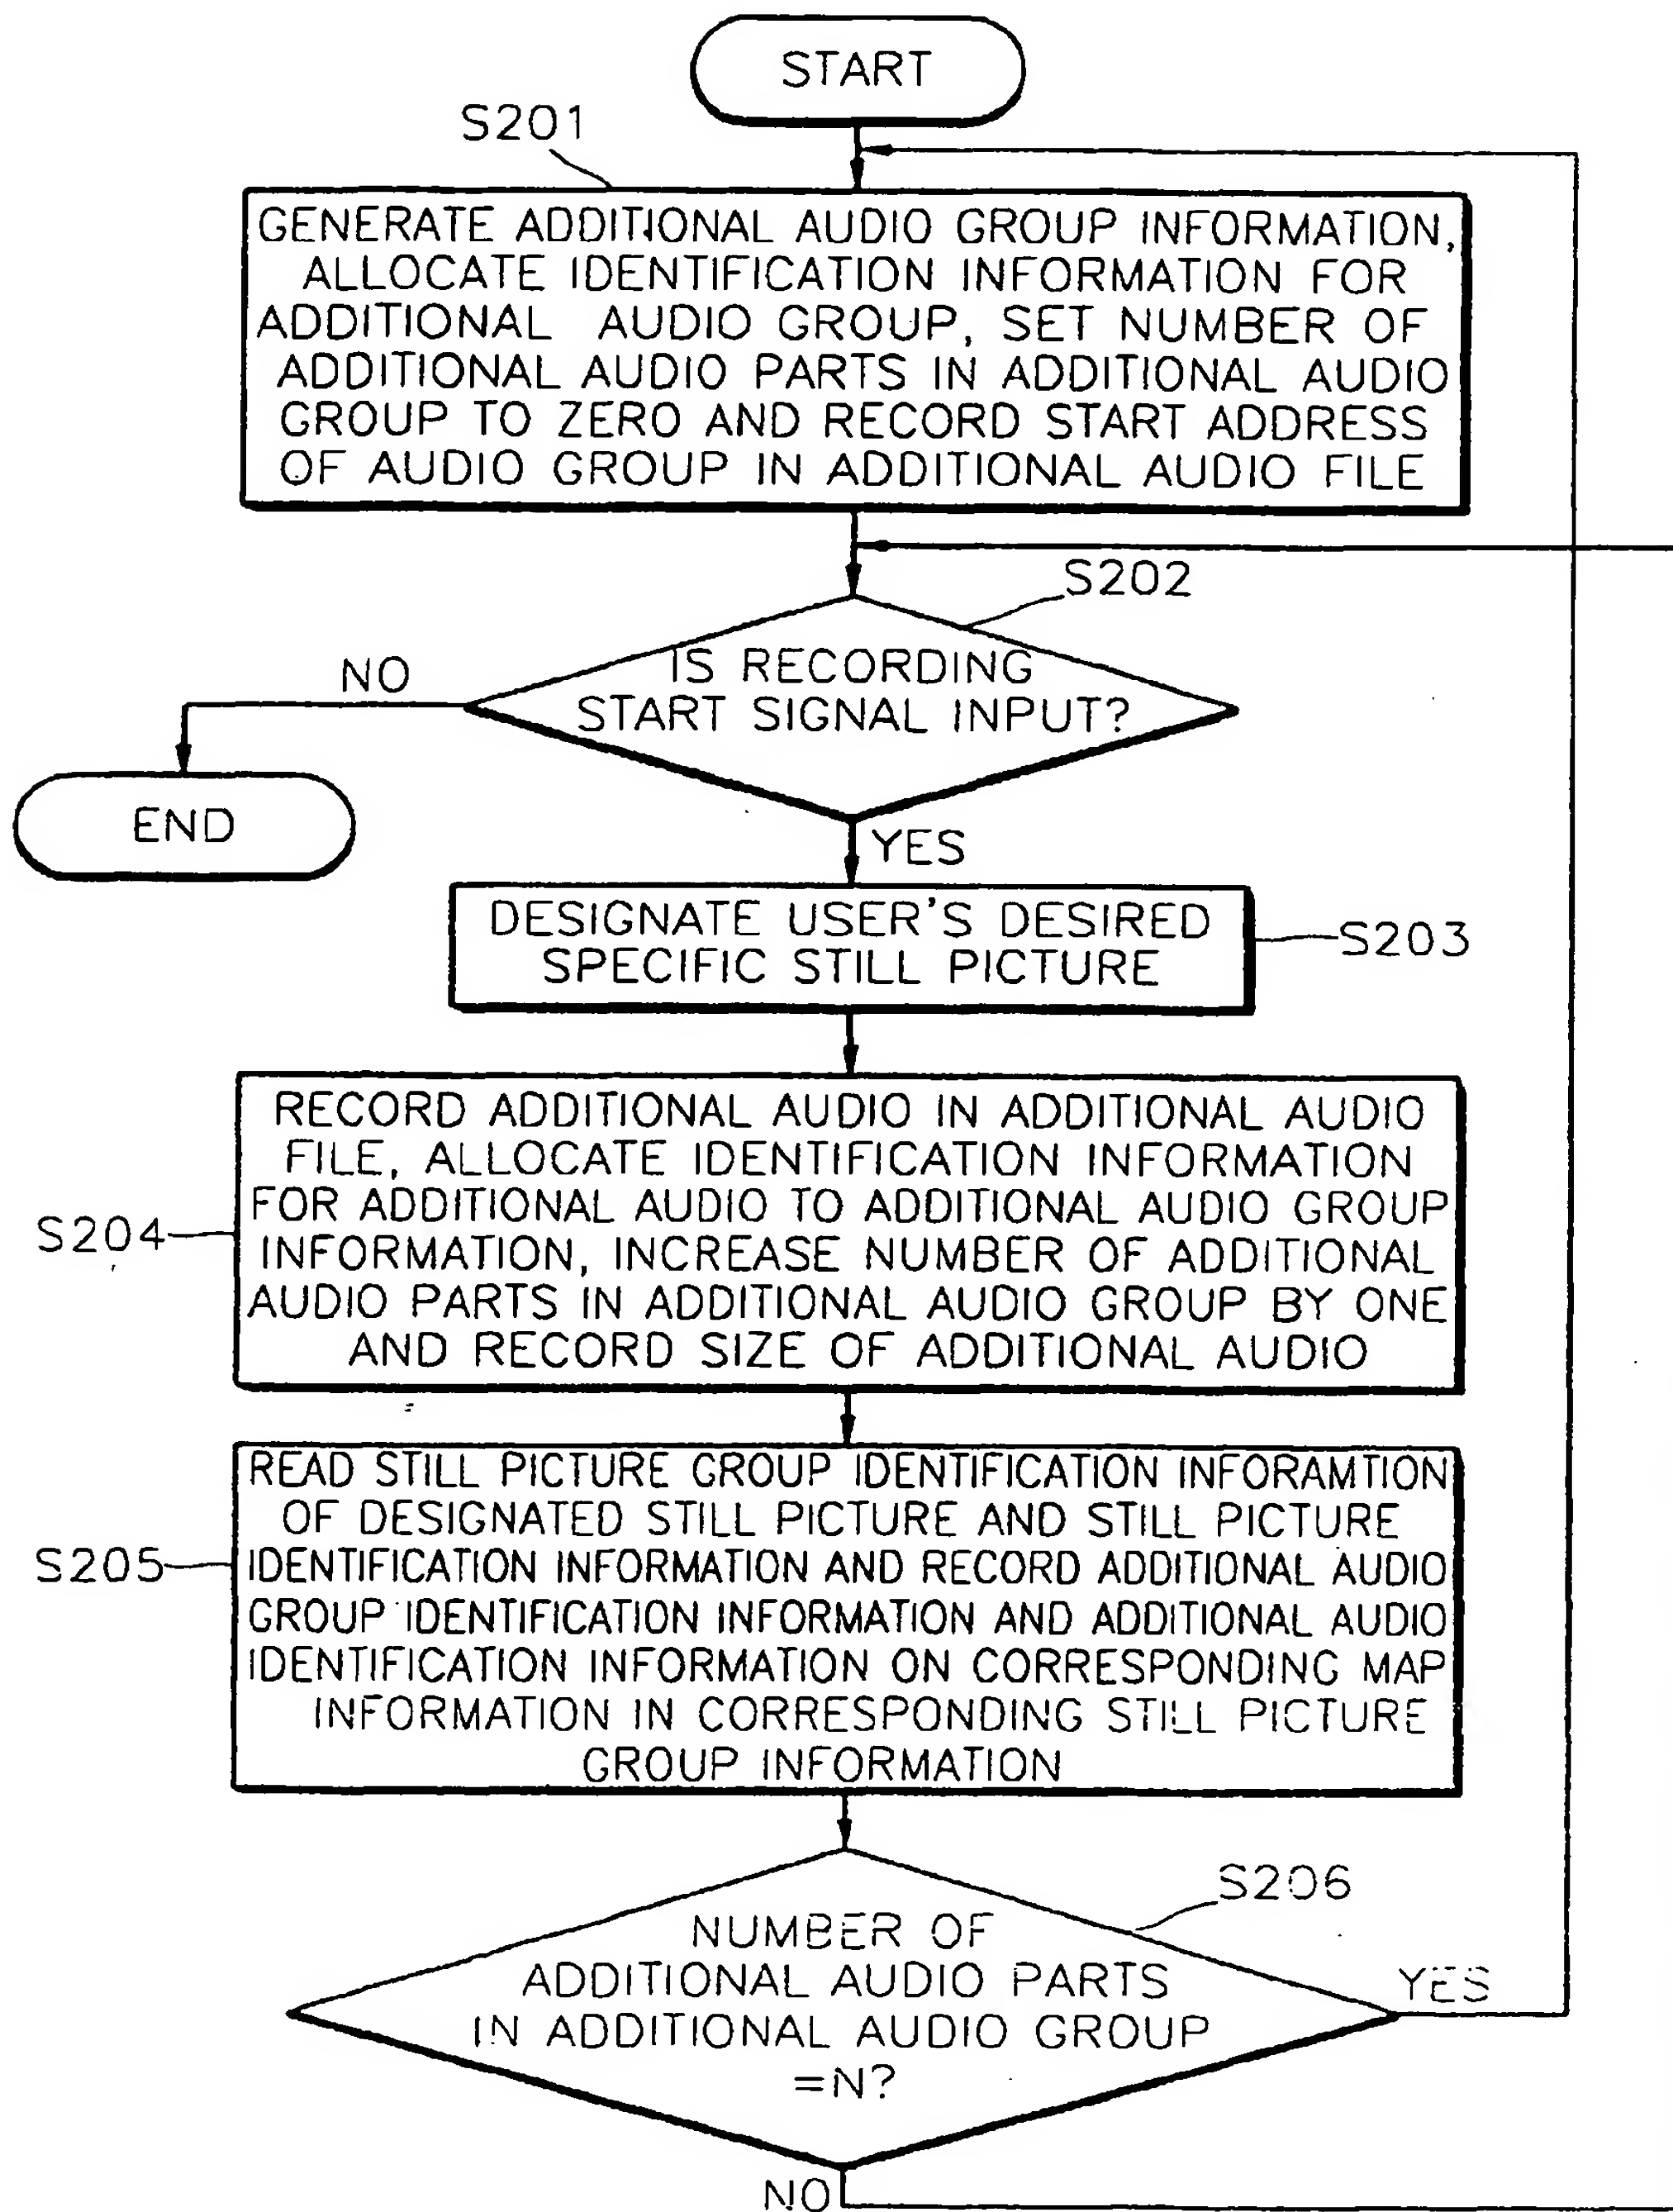 START
S201
GENERATE ADDITIONAL AUDIO GROUP INFORMATION,
ALLOCATE IDENTIFICATION INFORMATION FOR
ADDITIONAL AUDIO GROUP, SET NUMBER OF
ADDITIONAL AUDIO PARTS IN ADDITIONAL AUDIO
GROUP TO ZERO AND RECORD START ADDRESS
OF AUDIO GROUP IN ADDITIONAL AUDIO FILE
S202
IS RECORDING
START SIGNAL INPUT?
NO
END
YES
DESIGNATE USER'S DESIRED
SPECIFIC STILL PICTURE
S203
RECORD ADDITIONAL AUDIO IN ADDITIONAL AUDIO
FILE, ALLOCATE IDENTIFICATION INFORMATION
FOR ADDITIONAL AUDIO TO ADDITIONAL AUDIO GROUP
INFORMATION, INCREASE NUMBER OF ADDITIONAL
AUDIO PARTS IN ADDITIONAL AUDIO GROUP BY ONE
AND RECORD SIZE OF ADDITIONAL AUDIO
S204
READ STILL PICTURE GROUP IDENTIFICATION INFORAMTION
OF DESIGNATED STILL PICTURE AND STILL PICTURE
IDENTIFICATION INFORMATION AND RECORD ADDITIONAL AUDIO
GROUP IDENTIFICATION INFORMATION AND ADDITIONAL AUDIO
IDENTIFICATION INFORMATION ON CORRESPONDING MAP
INFORMATION IN CORRESPONDING STILL PICTURE
GROUP INFORMATION
S205
S206
NUMBER OF
ADDITIONAL AUDIO PARTS
IN ADDITIONAL AUDIO GROUP
=N?
YES
NO